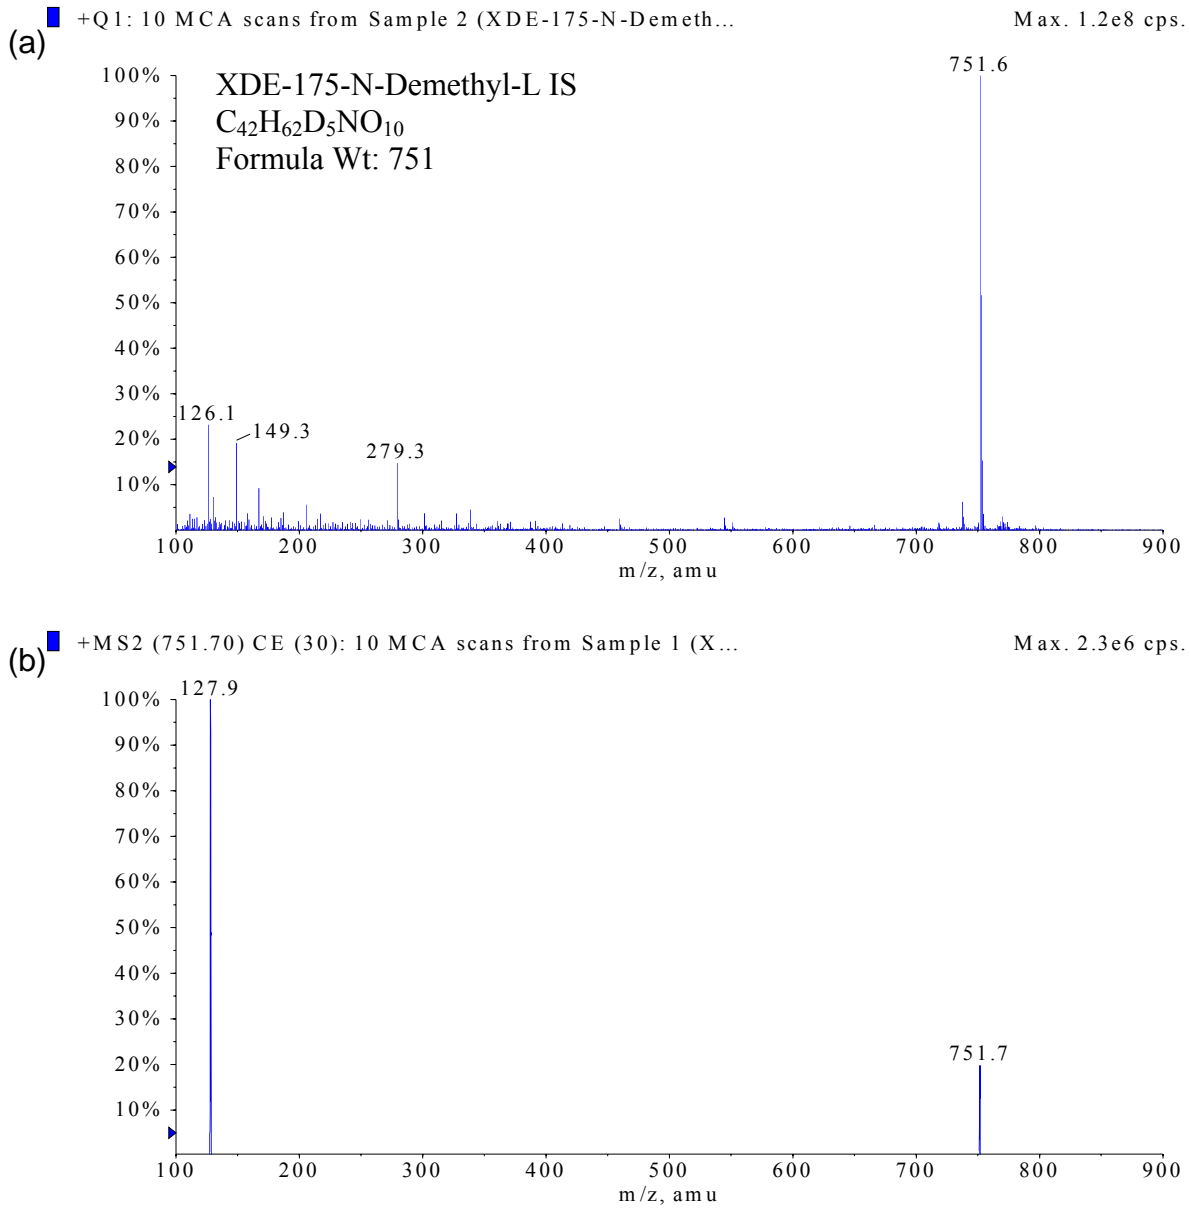 +Q1: 10 MCA scans from Sample 2 (XDE-175-N-Demeth... Max. 1.2e8 cps.
(a)
751.6
100%
XDE-175-N-Demethyl-L IS
90%
C₄₂H₆₂D₅NO₁₀
80%
Formula Wt: 751
70%
60%
50%
40%
30%
126.1
149.3
20%
279.3
10%
100 200 300 400 500 600 700 800 900
m/z, amu
+MS2 (751.70) CE (30): 10 MCA scans from Sample 1 (X... Max. 2.3e6 cps.
(b)
127.9
100%
90%
80%
70%
60%
50%
40%
30%
20%
751.7
10%
100 200 300 400 500 600 700 800 900
m/z, amu